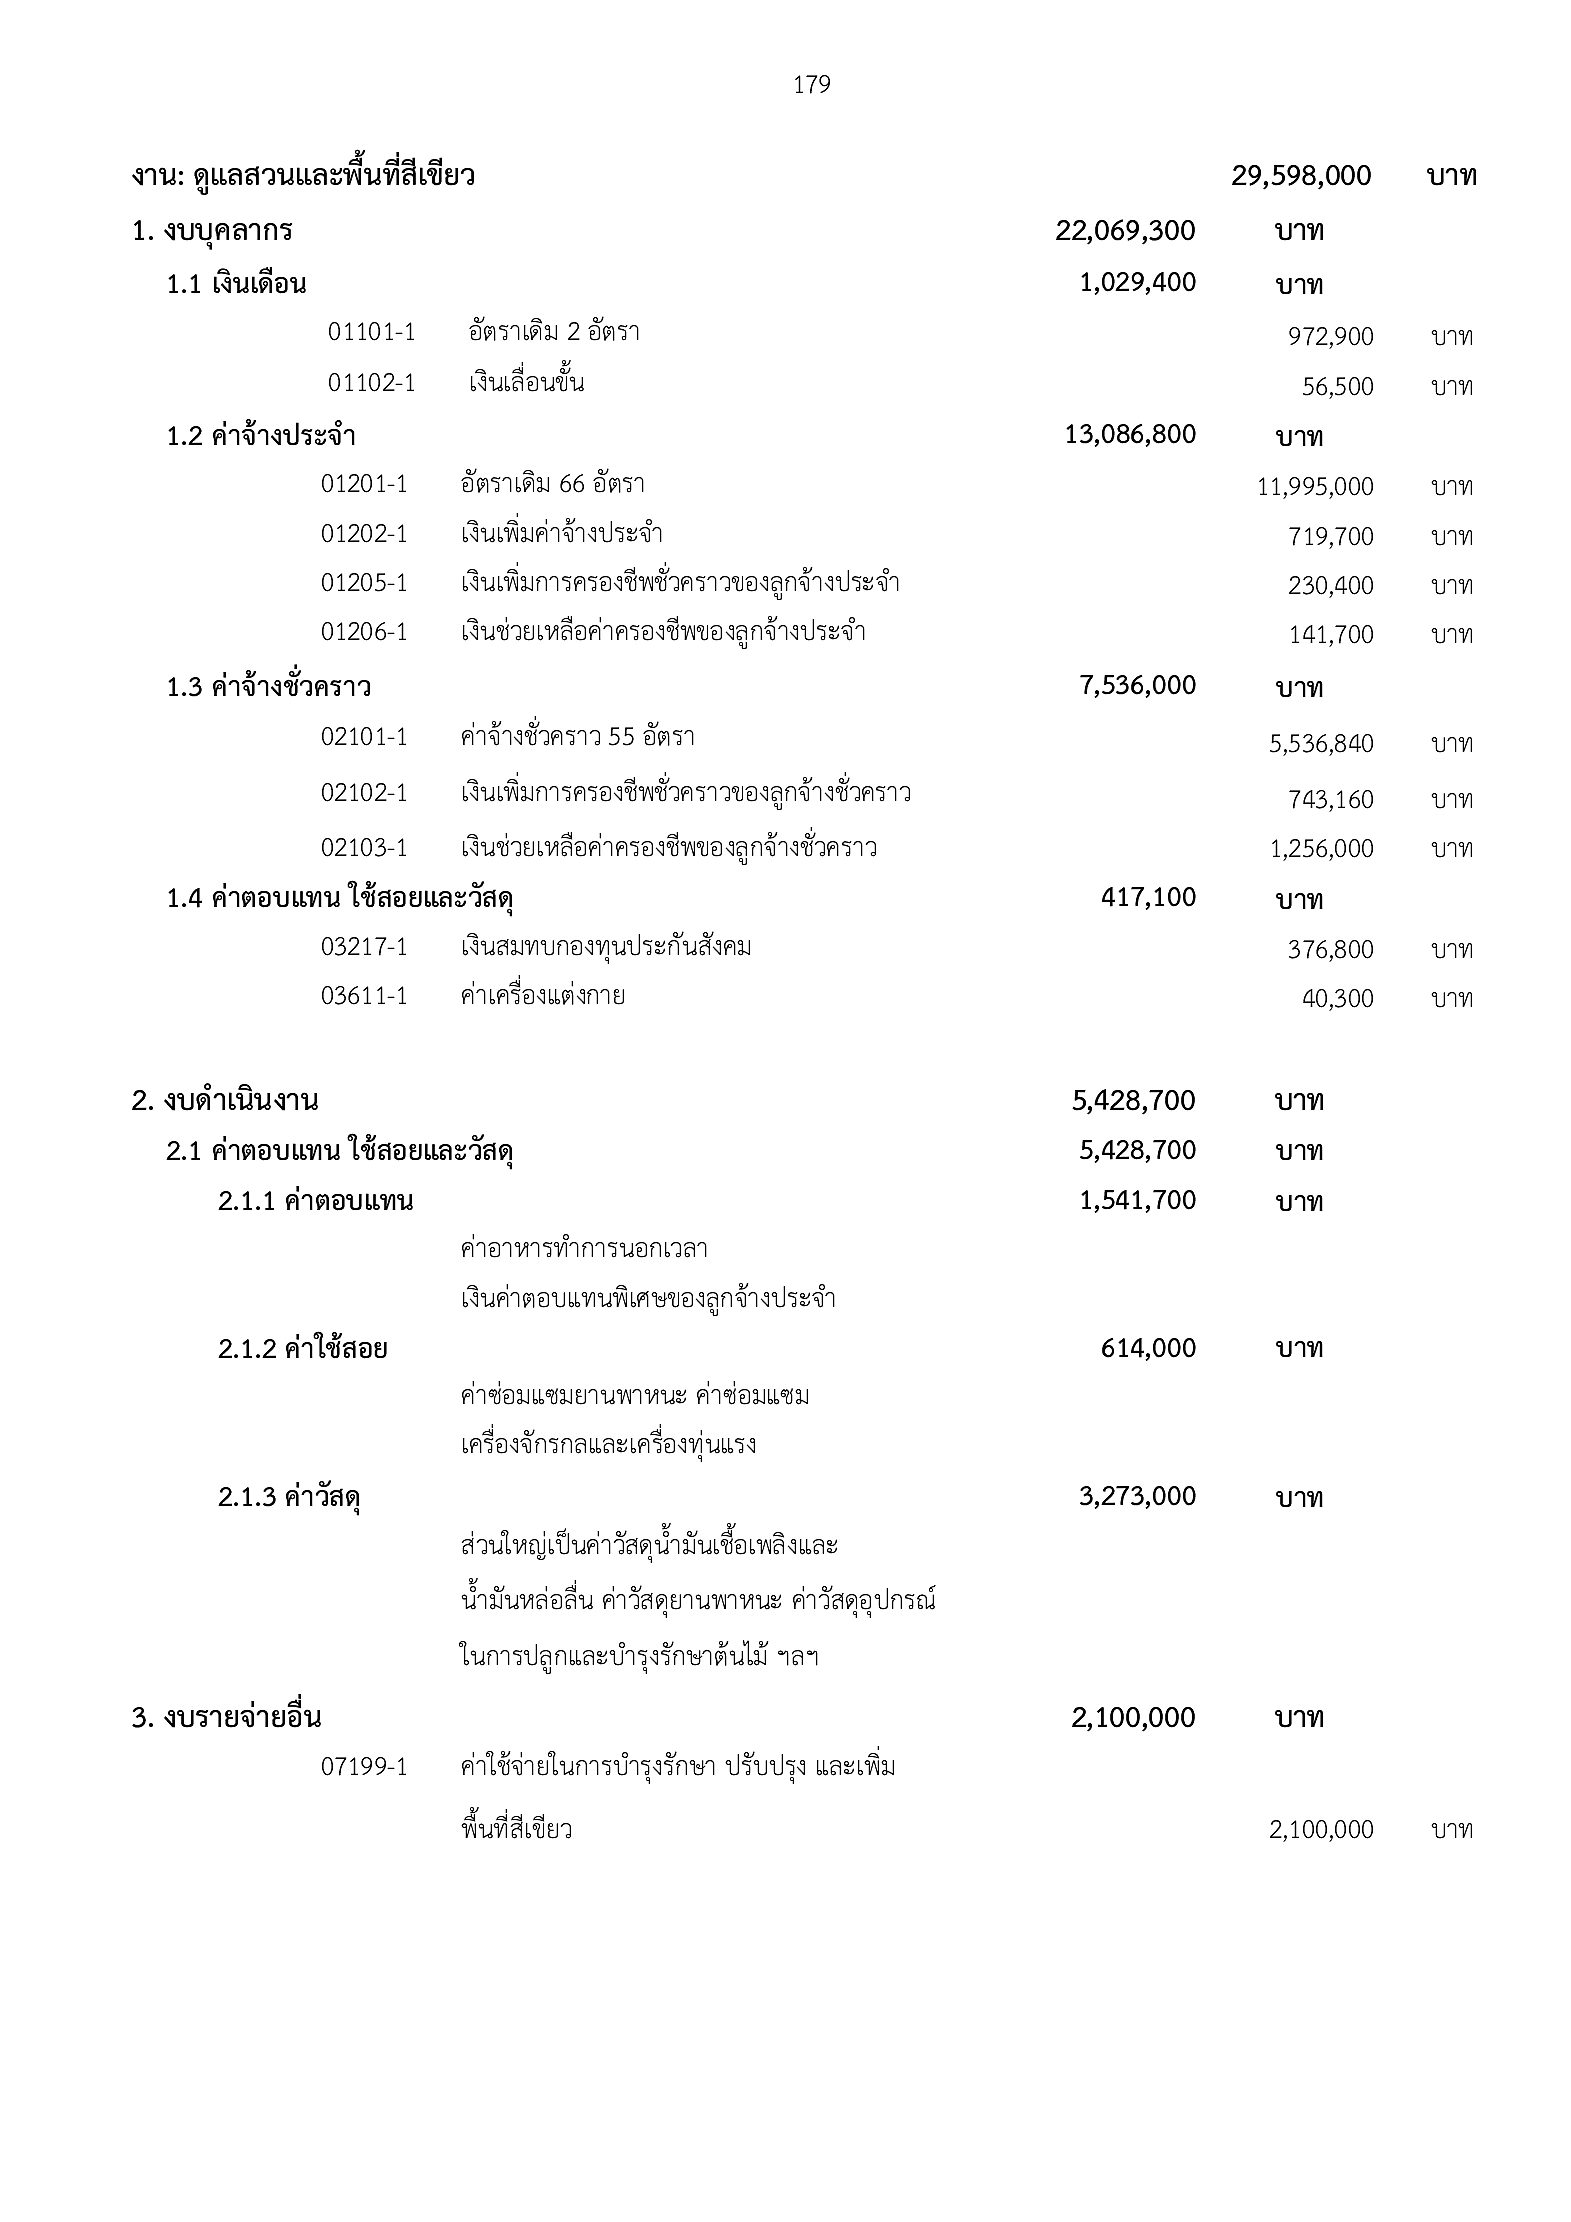 179
งาน: ดูแลสวนและพื้นที่สีเขียว 29,598,000 บาท
1. งบบุคลากร 22,069,300 บาท
1.1 เงินเดือน 1,029,400 บาท
01101-1 อัตราเดิม 2 อัตรา 972,900 บาท
01102-1 เงินเลื่อนขั้น 56,500 บาท
1.2 ค่าจ้างประจำ 13,086,800 บาท
01201-1 อัตราเดิม 66 อัตรา 11,995,000 บาท
01202-1 เงินเพิ่มค่าจ้างประจำ 719,700 บาท
01205-1 เงินเพิ่มการครองชีพชั่วคราวของลูกจ้างประจำ 230,400 บาท
01206-1 เงินช่วยเหลือค่าครองชีพของลูกจ้างประจำ 141,700 บาท
1.3 ค่าจ้างชั่วคราว 7,536,000 บาท
02101-1 ค่าจ้างชั่วคราว 55 อัตรา 5,536,840 บาท
02102-1 เงินเพิ่มการครองชีพชั่วคราวของลูกจ้างชั่วคราว 743,160 บาท
02103-1 เงินช่วยเหลือค่าครองชีพของลูกจ้างชั่วคราว 1,256,000 บาท
1.4 ค่าตอบแทน ใช้สอยและวัสดุ 417,100 บาท
03217-1 เงินสมทบกองทุนประกันสังคม 376,800 บาท
03611-1 ค่าเครื่องแต่งกาย 40,300 บาท
2. งบดำเนินงาน 5,428,700 บาท
2.1 ค่าตอบแทน ใช้สอยและวัสดุ 5,428,700 บาท
2.1.1 ค่าตอบแทน 1,541,700 บาท
ค่าอาหารทำการนอกเวลา
เงินค่าตอบแทนพิเศษของลูกจ้างประจำ
2.1.2 ค่าใช้สอย 614,000 บาท
ค่าซ่อมแซมยานพาหนะ ค่าซ่อมแซม
เครื่องจักรกลและเครื่องทุ่นแรง
2.1.3 ค่าวัสดุ 3,273,000 บาท
ส่วนใหญ่เป็นค่าวัสดุน้ำมันเชื้อเพลิงและ
น้ำมันหล่อลื่น ค่าวัสดุยานพาหนะ ค่าวัสดุอุปกรณ์
ในการปลูกและบำรุงรักษาต้นไม้ ฯลฯ
3. งบรายจ่ายอื่น 2,100,000 บาท
07199-1 ค่าใช้จ่ายในการบำรุงรักษา ปรับปรุง และเพิ่ม
พื้นที่สีเขียว 2,100,000 บาท